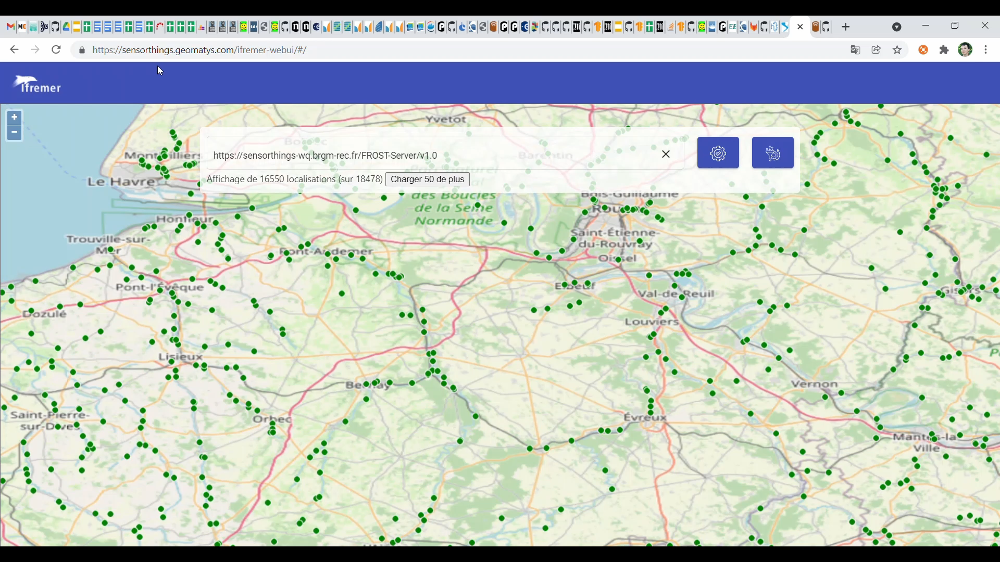 https://sensorthings.geomatys.com/ifremer-webui/#/
Ifremer
+
−
Yvetot
Barentin
https://sensorthings-wq.brgm-rec.fr/FROST-Server/v1.0
Affichage de 16550 localisations (sur 18478) Charger 50 de plus
Montivilliers
Le Havre
des Boucles
de la Seine
Normande
Bois-Guillaume
Rouen
Honfleur
Saint-Étienne-
du-Rouvray
Trouville-sur-
Mer
Pont-Audemer
Oissel
Pont-l'Évêque
Elbeuf
Val-de-Reuil
Gisors
Dozulé
Louviers
Lisieux
Bernay
Vernon
Saint-Pierre-
sur-Dives
Orbec
Évreux
Mantes-la-
Ville